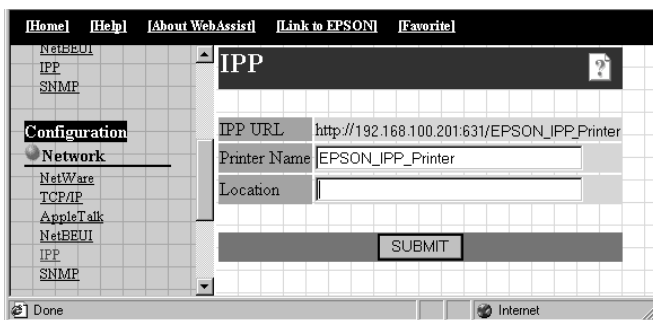 [Home] [Help] [About WebAssist] [Link to EPSON] [Favorite]
NetBEUI
IPP
SNMP
Configuration
Network
NetWare
TCP/IP
AppleTalk
NetBEUI
IPP
SNMP
IPP
?
IPP URL http://192.168.100.201:631/EPSON_IPP_Printer
Printer Name EPSON_IPP_Printer
Location
SUBMIT
Done Internet